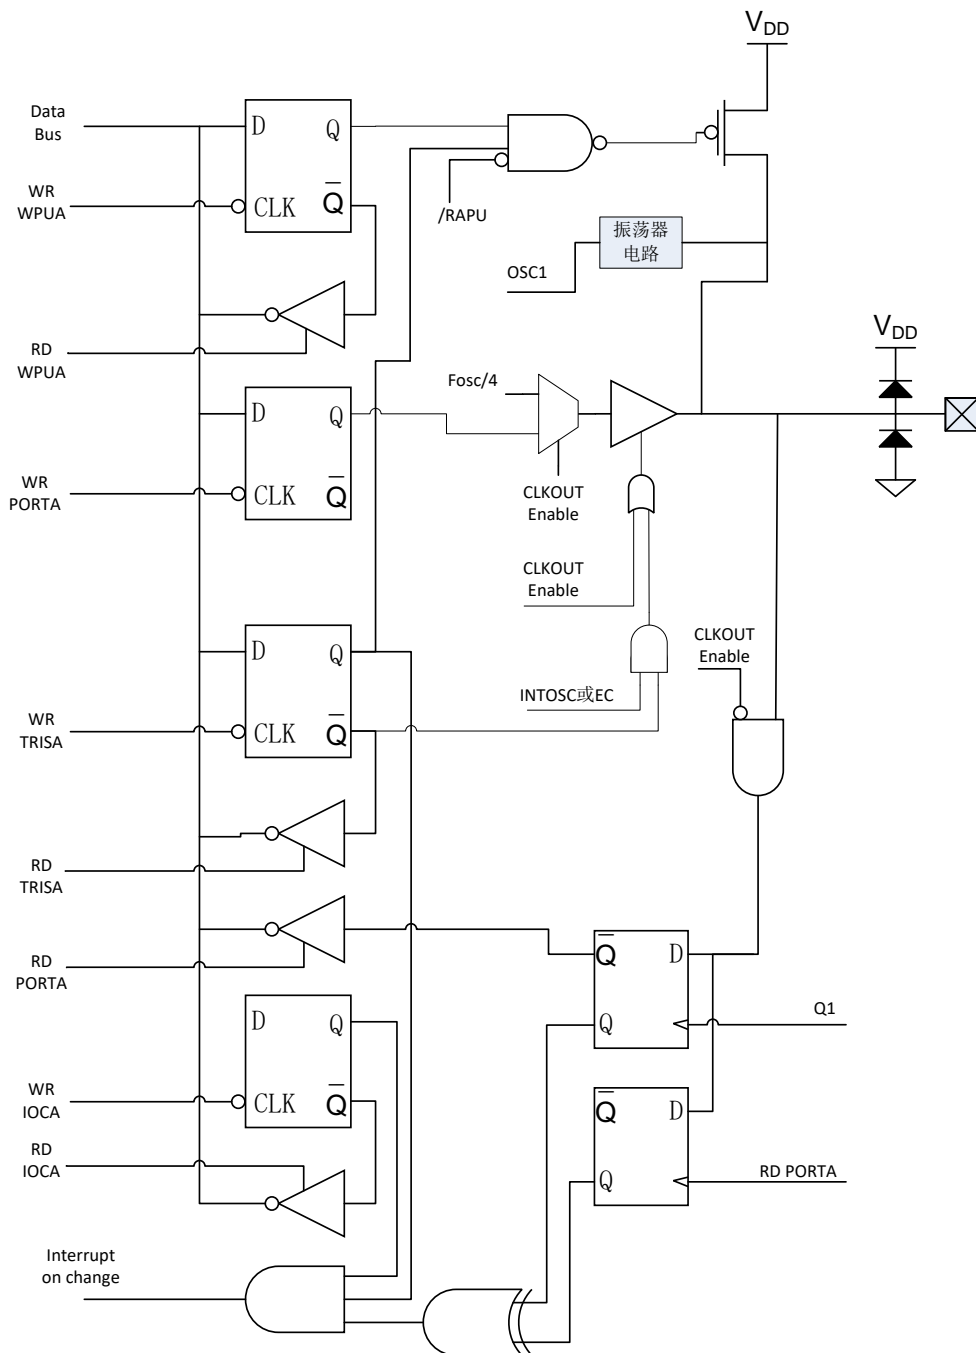 VDD
Data
Bus
D
Q
WR
WPUA
CLK
Q
/RAPU
振荡器
电路
OSC1
RD
WPUA
VDD
Fosc/4
D
Q
WR
PORTA
CLK
Q
CLKOUT
Enable
CLKOUT
Enable
D
Q
CLKOUT
Enable
INTOSC或EC
WR
TRISA
CLK
Q
RD
TRISA
RD
PORTA
Q
D
D
Q
Q
Q1
WR
IOCA
CLK
Q
Q
D
RD
IOCA
Q
RD PORTA
Interrupt
on change